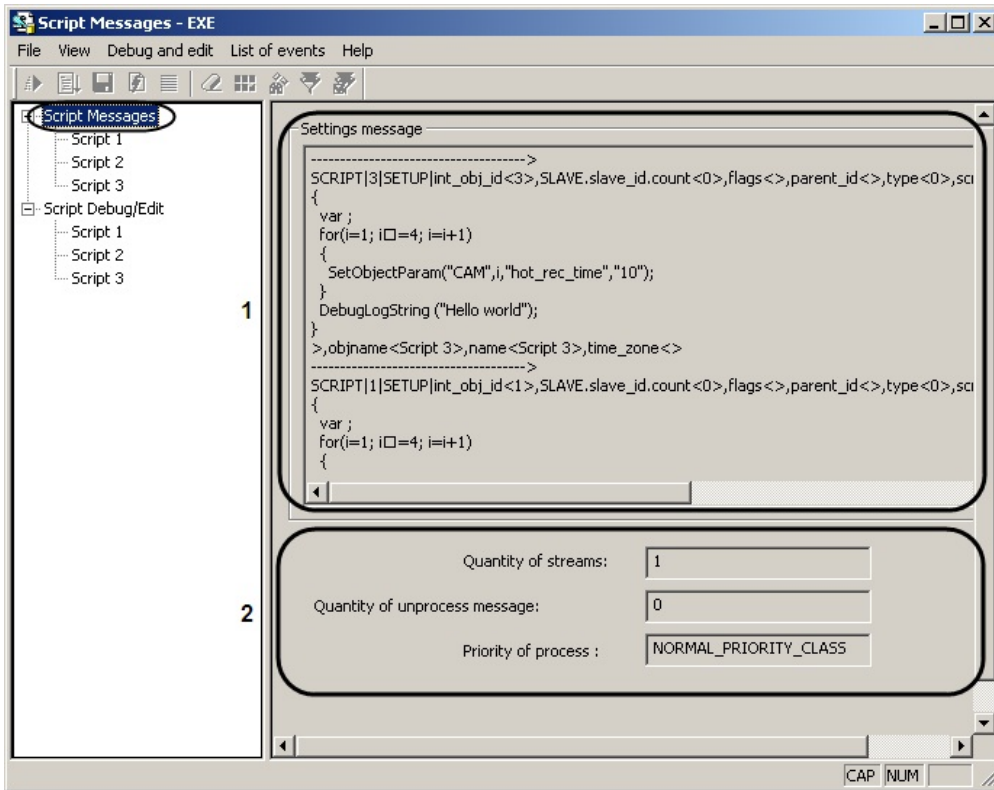 Script Messages - EXE
File View Debug and edit List of events Help
Script Messages
Script 1
Script 2
Script 3
Script Debug/Edit
Script 1
Script 2
Script 3
1
Settings message
------------------------------------->
SCRIPT|3|SETUP|int_obj_id<3>,SLAVE.slave_id.count<0>,flags<>,parent_id<>,type<0>,
{
var ;
for(i=1; i□=4; i=i+1)
{
SetObjectParam("CAM",i,"hot_rec_time","10");
}
DebugLogString ("Hello world");
}
>,objname<Script 3>,name<Script 3>,time_zone<>
------------------------------------->
SCRIPT|1|SETUP|int_obj_id<1>,SLAVE.slave_id.count<0>,flags<>,parent_id<>,type<0>,
{
var ;
for(i=1; i□=4; i=i+1)
{
2
Quantity of streams: 1
Quantity of unprocess message: 0
Priority of process : NORMAL_PRIORITY_CLASS
CAP NUM